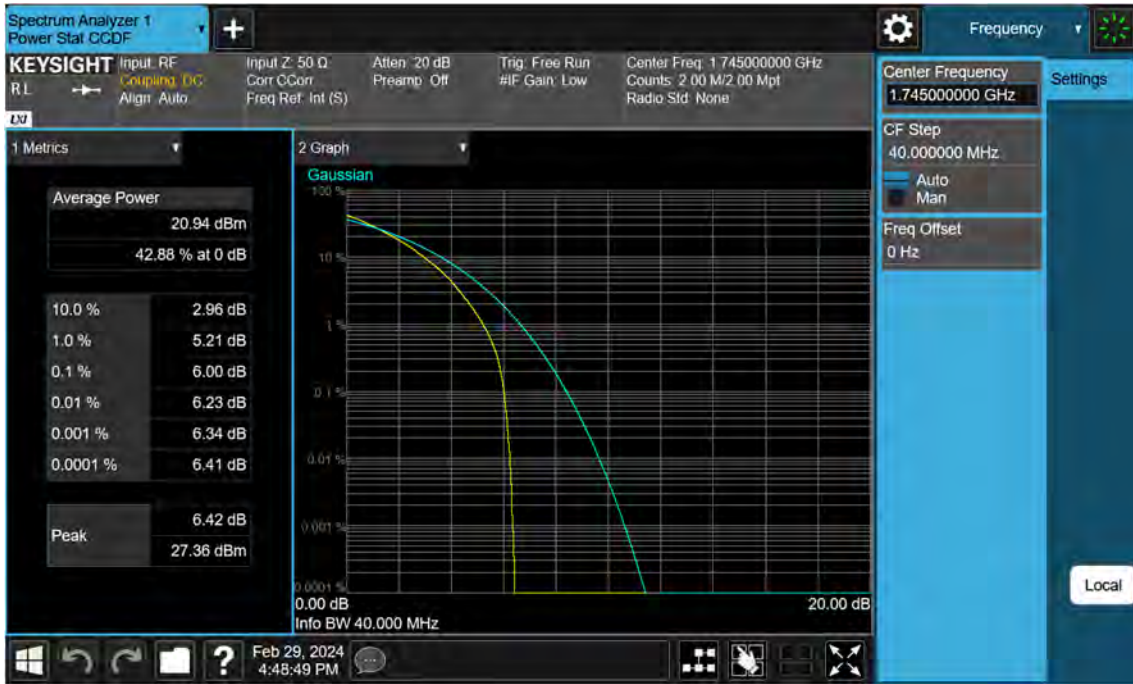 Spectrum Analyzer 1
Power Stat CCDF
Frequency
KEYSIGHT
RL
LXI
Input: RF
Coupling: DC
Align: Auto
Input Z: 50 Ω
Corr CCorr
Freq Ref: Int (S)
Atten: 20 dB
Preamp: Off
Trig: Free Run
#IF Gain: Low
Center Freq: 1.745000000 GHz
Counts: 2.00 M/2.00 Mpt
Radio Std: None
Center Frequency
1.745000000 GHz
Settings
CF Step
40.000000 MHz
Auto
Man
Freq Offset
0 Hz
1 Metrics
Average Power
20.94 dBm
42.88 % at 0 dB
10.0 % 2.96 dB
1.0 % 5.21 dB
0.1 % 6.00 dB
0.01 % 6.23 dB
0.001 % 6.34 dB
0.0001 % 6.41 dB
Peak
6.42 dB
27.36 dBm
2 Graph
Gaussian
100 %
10 %
1 %
0.1 %
0.01 %
0.001 %
0.0001 %
0.00 dB 20.00 dB
Info BW 40.000 MHz
Local
?
Feb 29, 2024
4:48:49 PM